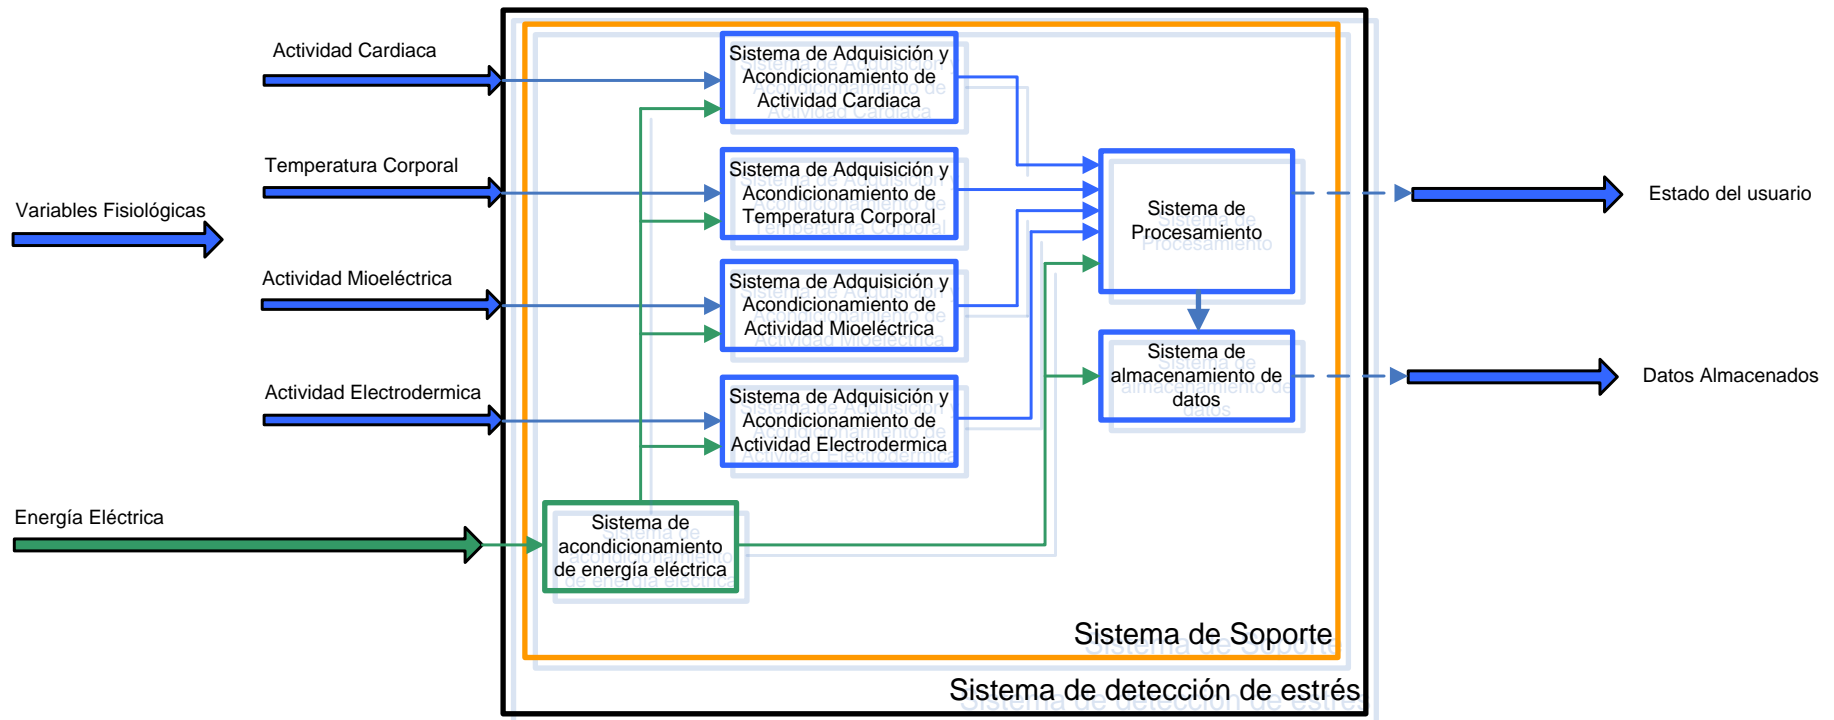 Actividad Cardiaca
Temperatura Corporal
Variables Fisiológicas
Actividad Mioeléctrica
Actividad Electrodermica
Energía Eléctrica
Sistema de Adquisición y
Acondicionamiento de
Actividad Cardiaca
Sistema de Adquisición y
Acondicionamiento de
Temperatura Corporal
Sistema de Adquisición y
Acondicionamiento de
Actividad Mioeléctrica
Sistema de Adquisición y
Acondicionamiento de
Actividad Electrodermica
Sistema de
acondicionamiento
de energía eléctrica
Sistema de
Procesamiento
Sistema de
almacenamiento de
datos
Estado del usuario
Datos Almacenados
Sistema de Soporte
Sistema de detección de estrés